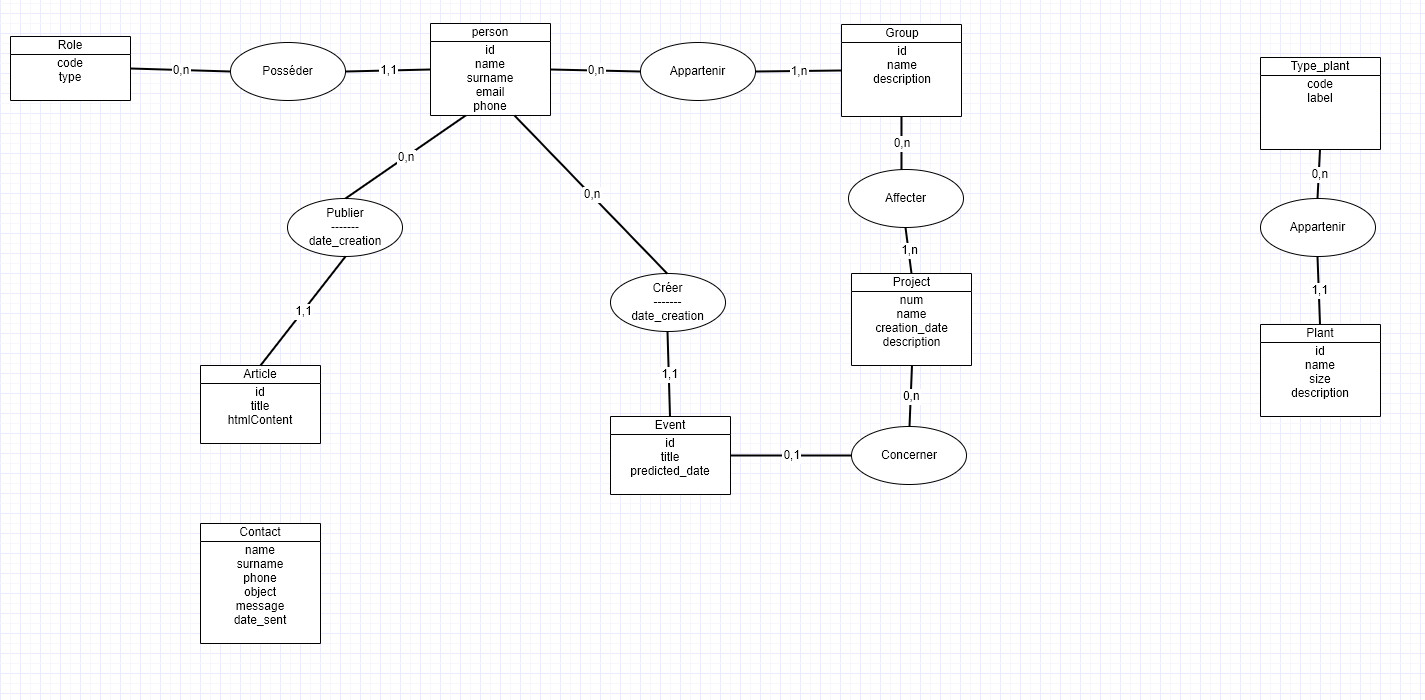 Role
code
type
0,n
Posséder
1,1
person
id
name
surname
email
phone
0,n
Appartenir
1,n
Group
id
name
description
0,n
Affecter
1,n
Project
num
name
creation_date
description
0,n
Concerner
0,1
0,n
Publier
-------
date_creation
1,1
Article
id
title
htmlContent
0,n
Créer
-------
date_creation
1,1
Event
id
title
predicted_date
Contact
name
surname
phone
object
message
date_sent
Type_plant
code
label
0,n
Appartenir
1,1
Plant
id
name
size
description